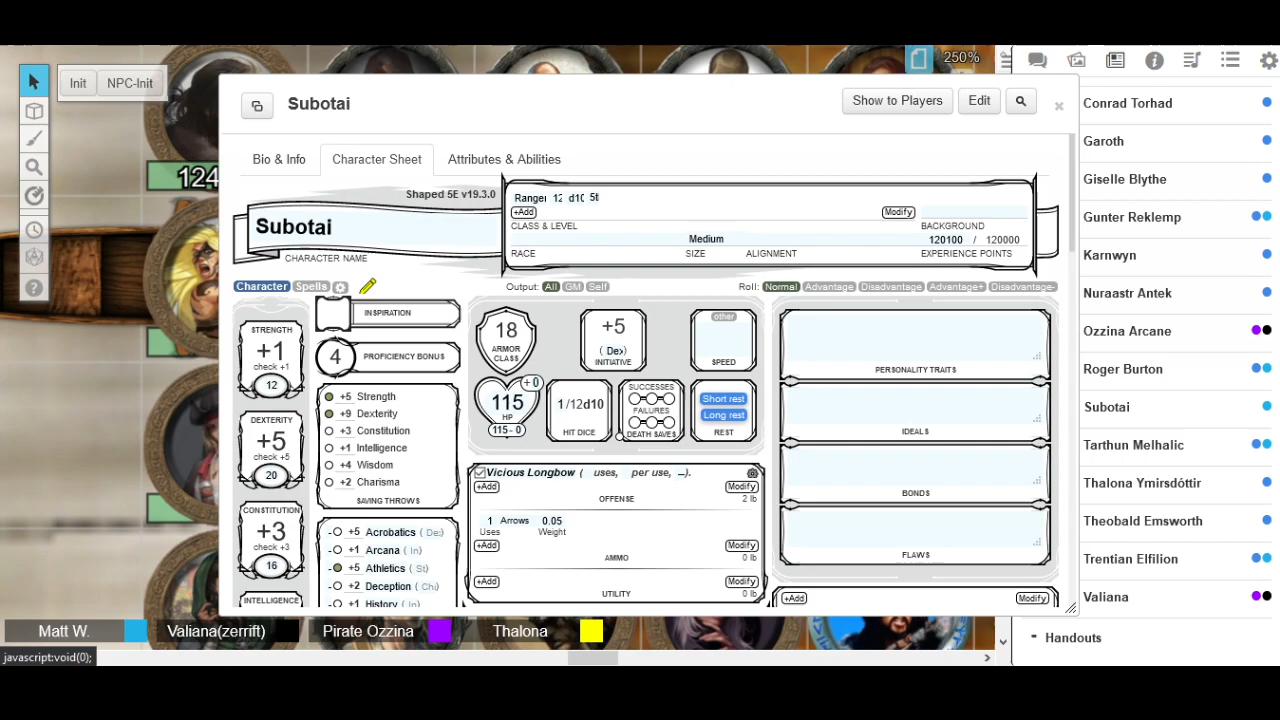 250%
Init NPC-Init
124
Subotai
Show to Players Edit
Bio & Info Character Sheet Attributes & Abilities
Shaped 5E v19.3.0
Subotai
CHARACTER NAME
Ranger 12 d10
+Add Modify
CLASS & LEVEL BACKGROUND
Medium 120100 / 120000
RACE SIZE ALIGNMENT EXPERIENCE POINTS
Character Spells
Output: All GM Self
Roll: Normal Advantage Disadvantage Advantage+ Disadvantage-
STRENGTH
+1
check +1
12
DEXTERITY
+5
check +5
20
CONSTITUTION
+3
check +3
16
INTELLIGENCE
INSPIRATION
4 PROFICIENCY BONUS
+5 Strength
+9 Dexterity
+3 Constitution
+1 Intelligence
+4 Wisdom
+2 Charisma
SAVING THROWS
+5 Acrobatics ( De
+1 Arcana ( In)
+5 Athletics ( St)
+2 Deception ( Ch
+1 History ( In)
18
ARMOR
CLASS
+5
( Dex)
INITIATIVE
other
SPEED
+ 0
115
HP
115- 0
1/12d10
HIT DICE
SUCCESSES
FAILURES
DEATH SAVES
Short rest
Long rest
REST
Vicious Longbow ( uses, per use, –).
+Add Modify
OFFENSE 2 lb
1 Arrows 0.05
Uses Weight
+Add Modify
AMMO 0 lb
+Add Modify
UTILITY 0 lb
PERSONALITY TRAITS
IDEALS
BONDS
FLAWS
+Add Modify
Conrad Torhad
Garoth
Giselle Blythe
Gunter Reklemp
Karnwyn
Nuraastr Antek
Ozzina Arcane
Roger Burton
Subotai
Tarthun Melhalic
Thalona Ymirsdóttir
Theobald Emsworth
Trentian Elfilion
Valiana
Handouts
Matt W. Valiana(zerrift) Pirate Ozzina Thalona
javascript:void(0);